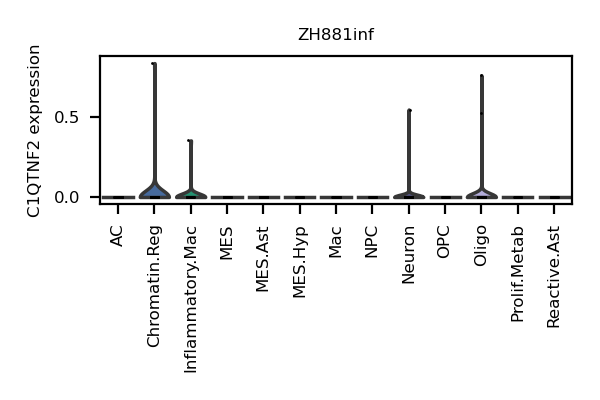 ZH881inf
C1QTNF2 expression
0.5
0.0
AC
Chromatin.Reg
Inflammatory.Mac
MES
MES.Ast
MES.Hyp
Mac
NPC
Neuron
OPC
Oligo
Prolif.Metab
Reactive.Ast